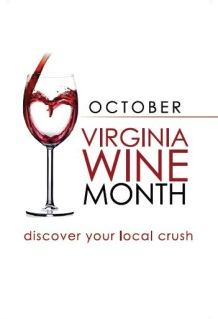 OCTOBER
VIRGINIA
WINE
MONTH
discover your local crush